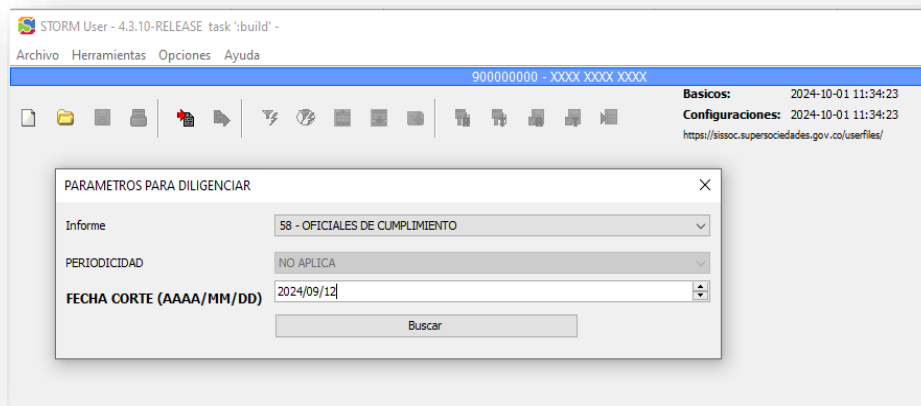 STORM User - 4.3.10-RELEASE task ':build' -
Archivo Herramientas Opciones Ayuda
900000000 - XXXX XXXX XXXX
Basicos: 2024-10-01 11:34:23
Configuraciones: 2024-10-01 11:34:23
https://sissoc.supersociedades.gov.co/userfiles/
PARAMETROS PARA DILIGENCIAR
Informe 58 - OFICIALES DE CUMPLIMIENTO
PERIODICIDAD NO APLICA
FECHA CORTE (AAAA/MM/DD) 2024/09/12
Buscar